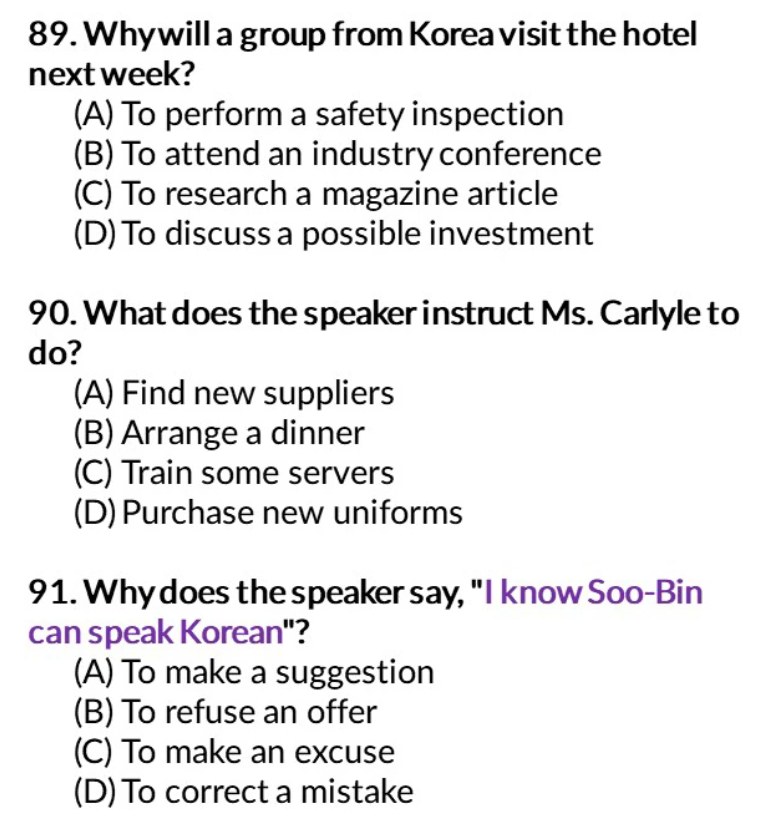 89. Why will a group from Korea visit the hotel
next week?
(A) To perform a safety inspection
(B) To attend an industry conference
(C) To research a magazine article
(D) To discuss a possible investment
90. What does the speaker instruct Ms. Carlyle to
do?
(A) Find new suppliers
(B) Arrange a dinner
(C) Train some servers
(D) Purchase new uniforms
91. Why does the speaker say, "I know Soo-Bin
can speak Korean"?
(A) To make a suggestion
(B) To refuse an offer
(C) To make an excuse
(D) To correct a mistake